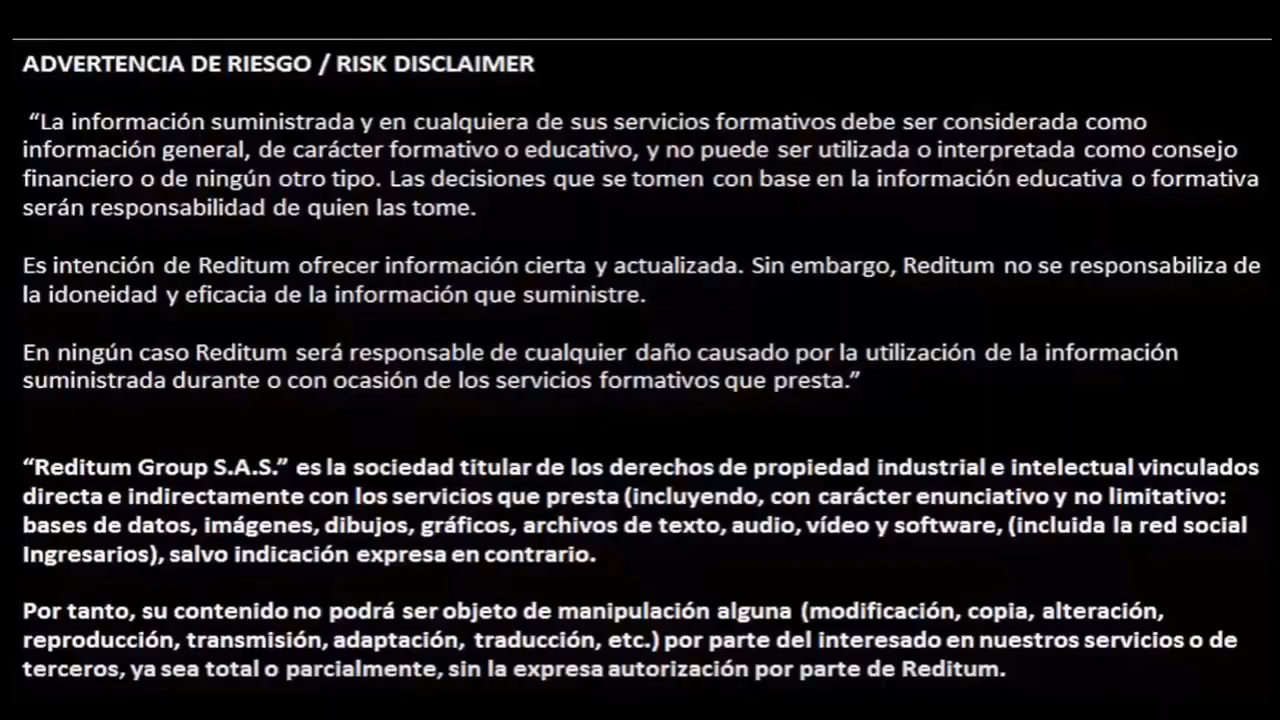 ADVERTENCIA DE RIESGO / RISK DISCLAIMER
“La información suministrada y en cualquiera de sus servicios formativos debe ser considerada como
información general, de carácter formativo o educativo, y no puede ser utilizada o interpretada como consejo
financiero o de ningún otro tipo. Las decisiones que se tomen con base en la información educativa o formativa
serán responsabilidad de quien las tome.
Es intención de Reditum ofrecer información cierta y actualizada. Sin embargo, Reditum no se responsabiliza de
la idoneidad y eficacia de la información que suministre.
En ningún caso Reditum será responsable de cualquier daño causado por la utilización de la información
suministrada durante o con ocasión de los servicios formativos que presta.”
“Reditum Group S.A.S.” es la sociedad titular de los derechos de propiedad industrial e intelectual vinculados
directa e indirectamente con los servicios que presta (incluyendo, con carácter enunciativo y no limitativo:
bases de datos, imágenes, dibujos, gráficos, archivos de texto, audio, vídeo y software, (incluida la red social
Ingresarios), salvo indicación expresa en contrario.
Por tanto, su contenido no podrá ser objeto de manipulación alguna (modificación, copia, alteración,
reproducción, transmisión, adaptación, traducción, etc.) por parte del interesado en nuestros servicios o de
terceros, ya sea total o parcialmente, sin la expresa autorización por parte de Reditum.